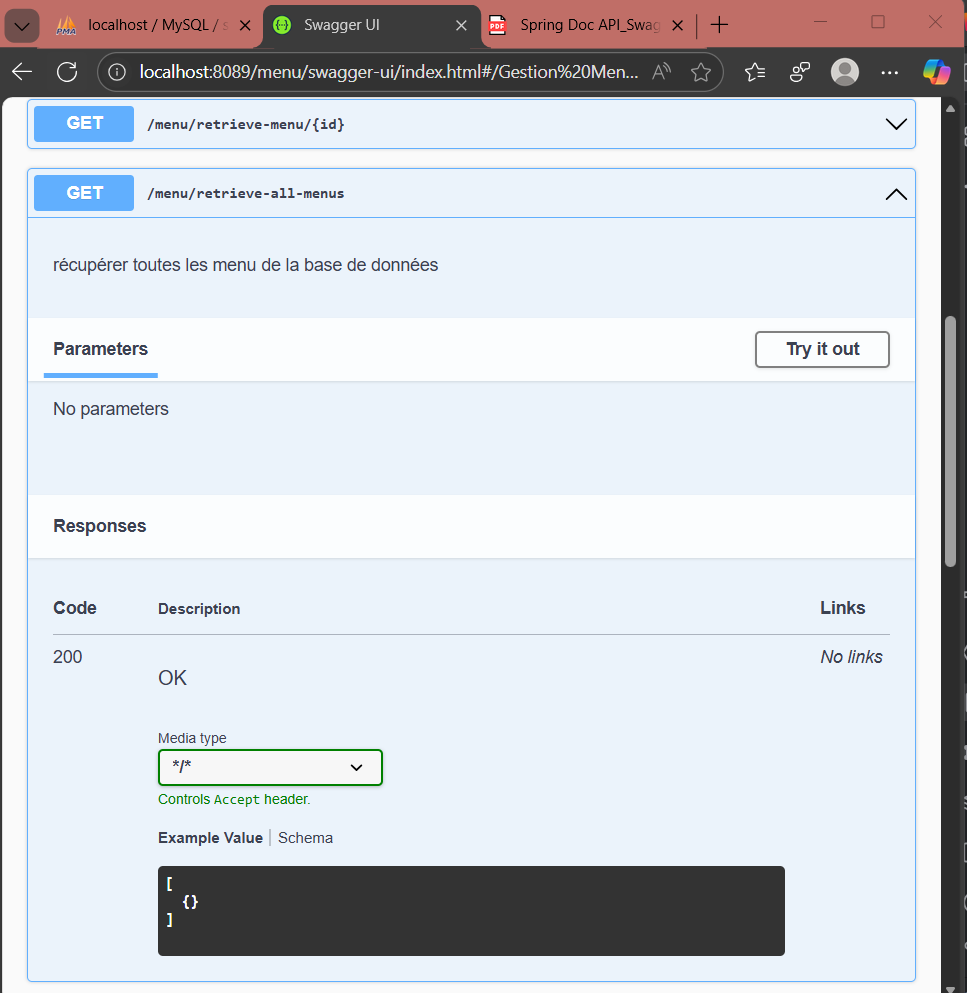 localhost / MySQL /
Swagger UI
Spring Doc API_Swag
localhost:8089/menu/swagger-ui/index.html#/Gestion%20Men...
GET /menu/retrieve-menu/{id}
GET /menu/retrieve-all-menus
récupérer toutes les menu de la base de données
Parameters
Try it out
No parameters
Responses
Code Description Links
200 No links
OK
Media type
*/*
Controls Accept header.
Example Value | Schema
[
{}
]